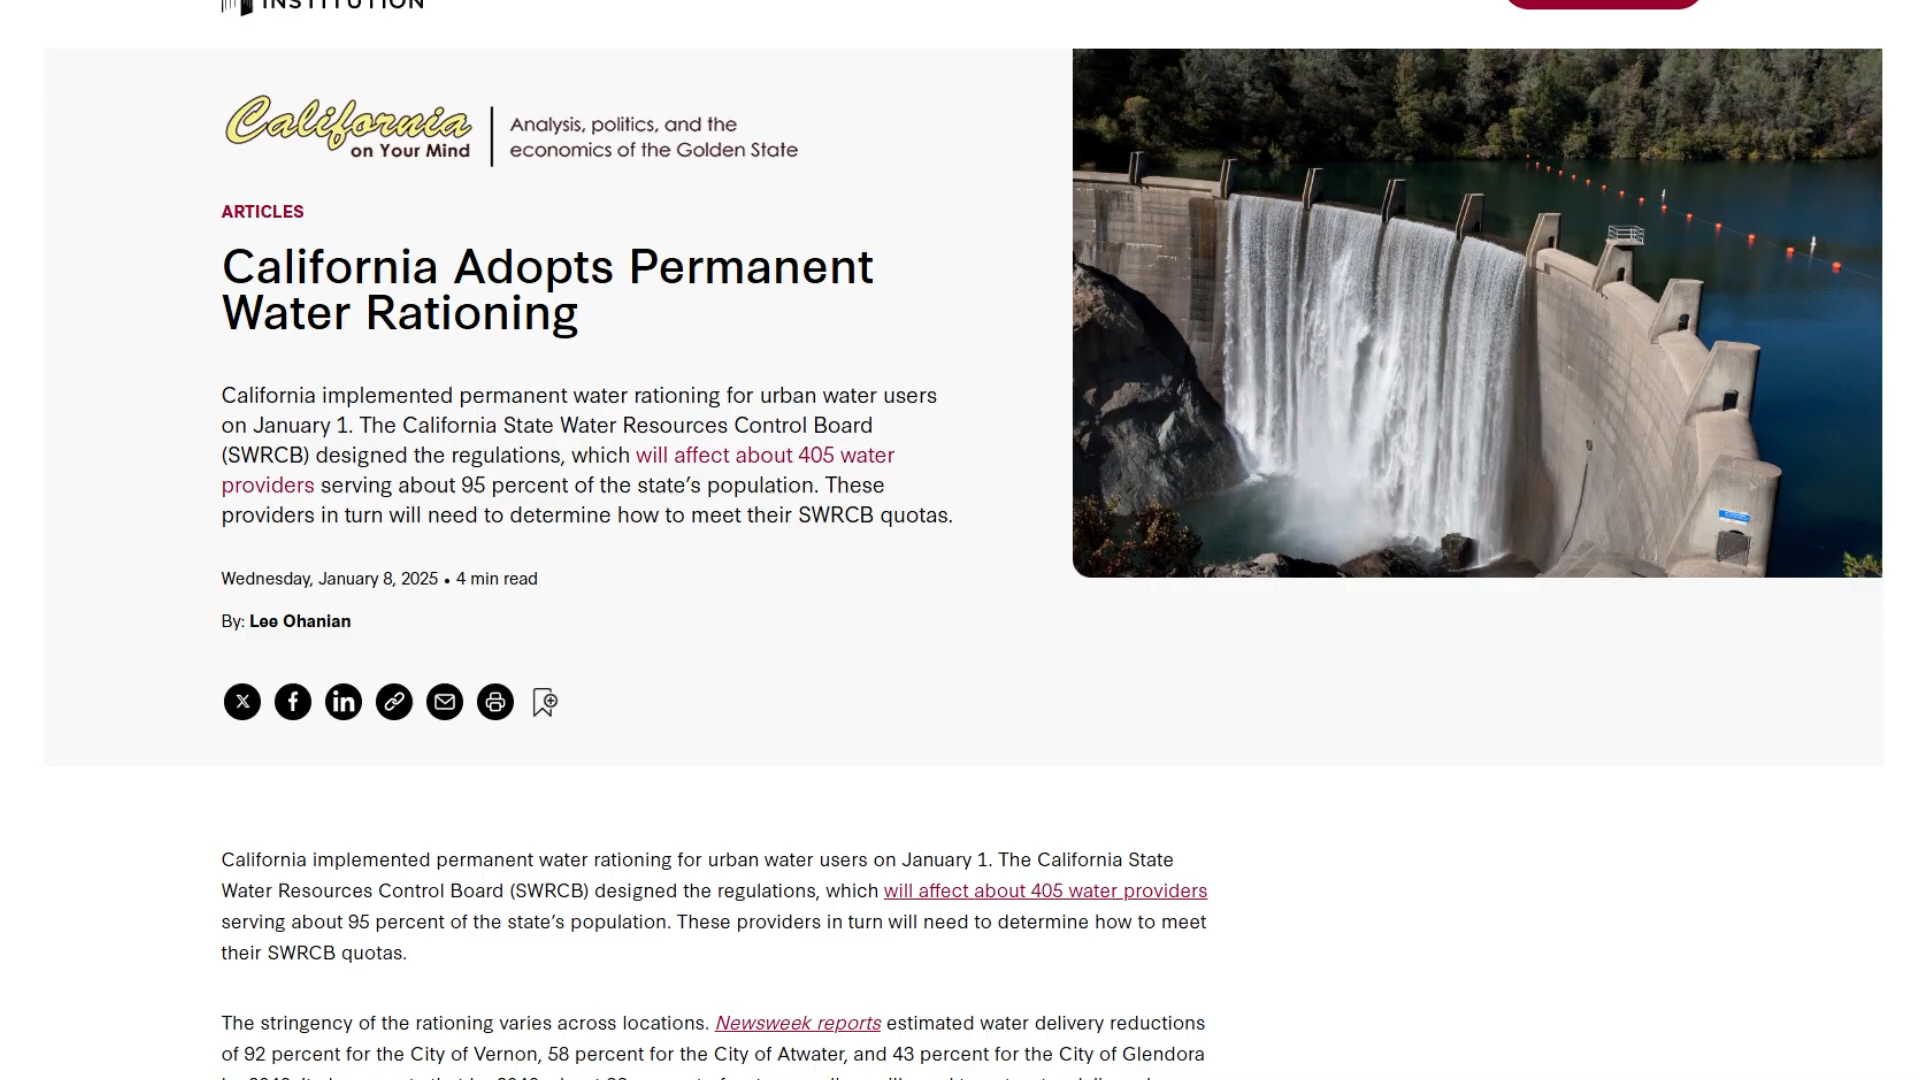 INSTITUTION
California
on Your Mind
Analysis, politics, and the
economics of the Golden State
ARTICLES
California Adopts Permanent
Water Rationing
California implemented permanent water rationing for urban water users
on January 1. The California State Water Resources Control Board
(SWRCB) designed the regulations, which will affect about 405 water
providers serving about 95 percent of the state’s population. These
providers in turn will need to determine how to meet their SWRCB quotas.
Wednesday, January 8, 2025 • 4 min read
By: Lee Ohanian
California implemented permanent water rationing for urban water users on January 1. The California State
Water Resources Control Board (SWRCB) designed the regulations, which will affect about 405 water providers
serving about 95 percent of the state’s population. These providers in turn will need to determine how to meet
their SWRCB quotas.
The stringency of the rationing varies across locations. Newsweek reports estimated water delivery reductions
of 92 percent for the City of Vernon, 58 percent for the City of Atwater, and 43 percent for the City of Glendora